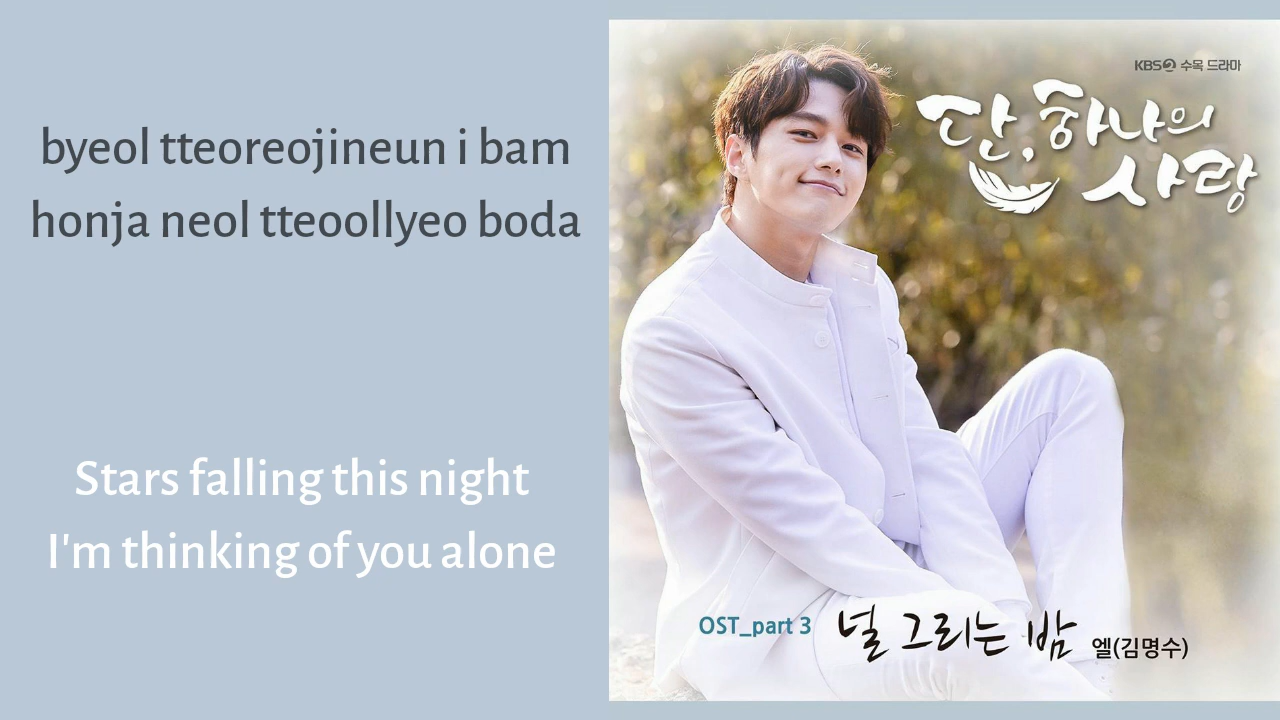 byeol tteoreojineun i bam
honja neol tteoollyeo boda
Stars falling this night
I'm thinking of you alone
KBS2 수목 드라마
단, 하나의
사랑
OST_part 3 널 그리는 밤 엘(김명수)